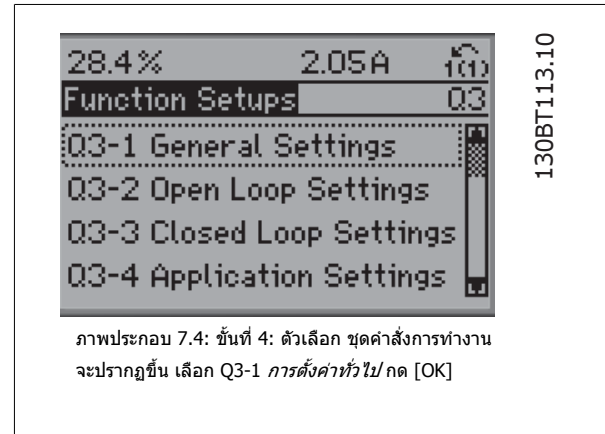 28.4% 2.05A 1(1)
Function Setups Q3
Q3-1 General Settings
Q3-2 Open Loop Settings
Q3-3 Closed Loop Settings
Q3-4 Application Settings
130BT113.10
ภาพประกอบ 7.4: ขั้นที่ 4: ตัวเลือก ชุดคำสั่งการทำงาน
จะปรากฏขึ้น เลือก Q3-1 การตั้งค่าทั่วไป กด [OK]